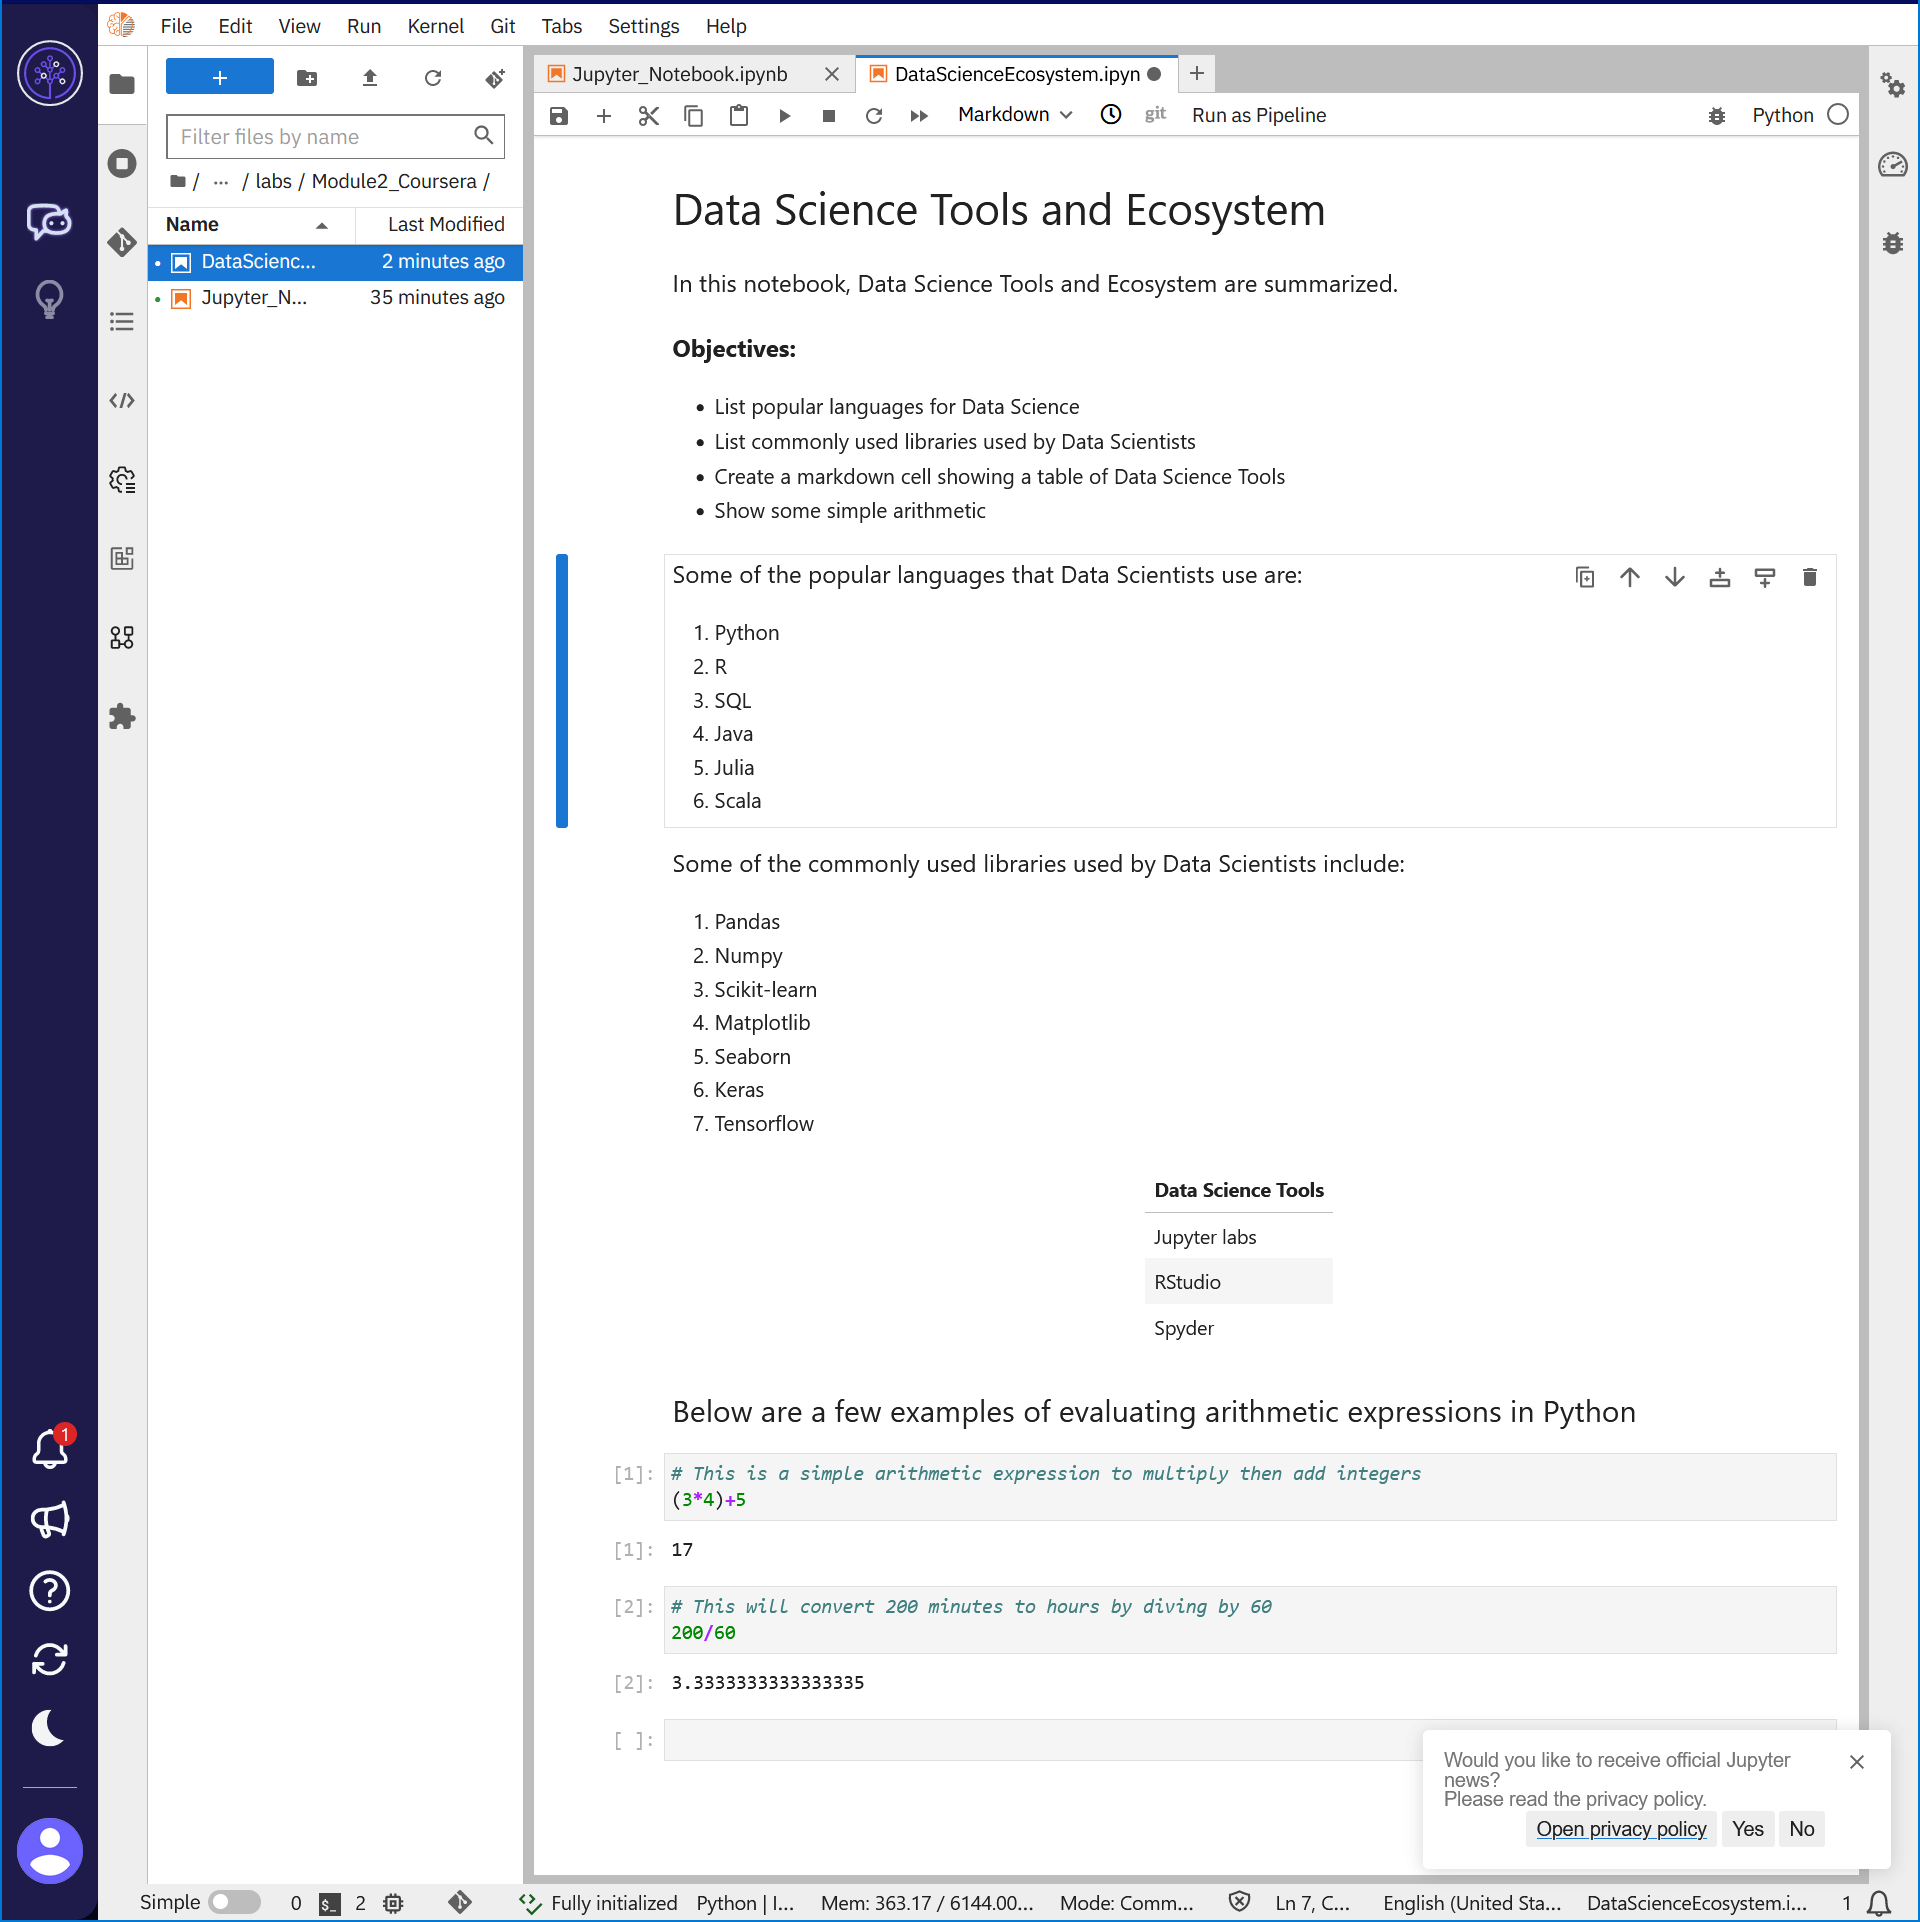 File Edit View Run Kernel Git Tabs Settings Help
+
Filter files by name
/ ... / labs / Module2_Coursera /
Name Last Modified
DataScienc... 2 minutes ago
Jupyter_N... 35 minutes ago
Jupyter_Notebook.ipynb
DataScienceEcosystem.ipyn
Markdown
git
Run as Pipeline
Python
Data Science Tools and Ecosystem
In this notebook, Data Science Tools and Ecosystem are summarized.
Objectives:
• List popular languages for Data Science
• List commonly used libraries used by Data Scientists
• Create a markdown cell showing a table of Data Science Tools
• Show some simple arithmetic
Some of the popular languages that Data Scientists use are:
1. Python
2. R
3. SQL
4. Java
5. Julia
6. Scala
Some of the commonly used libraries used by Data Scientists include:
1. Pandas
2. Numpy
3. Scikit-learn
4. Matplotlib
5. Seaborn
6. Keras
7. Tensorflow
Data Science Tools
Jupyter labs
RStudio
Spyder
Below are a few examples of evaluating arithmetic expressions in Python
[1]: # This is a simple arithmetic expression to multiply then add integers
(3*4)+5
[1]: 17
[2]: # This will convert 200 minutes to hours by diving by 60
200/60
[2]: 3.3333333333333335
[ ]:
1
Would you like to receive official Jupyter
news?
Please read the privacy policy.
Open privacy policy Yes No
Simple 0 $_ 2 Fully initialized Python | I... Mem: 363.17 / 6144.00... Mode: Comm... Ln 7, C... English (United Sta... DataScienceEcosystem.i... 1